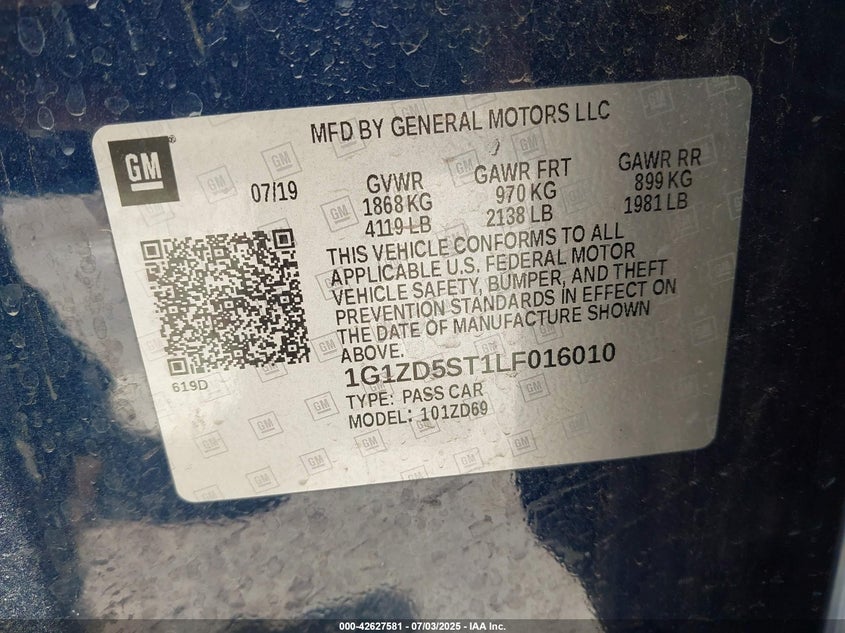 MFD BY GENERAL MOTORS LLC
GM
07/19
GVWR
1868 KG
4119 LB
GAWR FRT
970 KG
2138 LB
GAWR RR
899 KG
1981 LB
THIS VEHICLE CONFORMS TO ALL
APPLICABLE U.S. FEDERAL MOTOR
VEHICLE SAFETY, BUMPER, AND THEFT
PREVENTION STANDARDS IN EFFECT ON
THE DATE OF MANUFACTURE SHOWN
ABOVE.
619D
1G1ZD5ST1LF016010
TYPE: PASS CAR
MODEL: 101ZD69
000-42627581 - 07/03/2025 - IAA Inc.